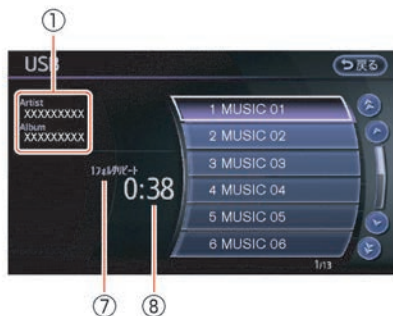 ①
USB
戻る
Artist
XXXXXXXXX
Album
XXXXXXXXX
1フォルダリピート
0:38
1 MUSIC 01
2 MUSIC 02
3 MUSIC 03
4 MUSIC 04
5 MUSIC 05
6 MUSIC 06
1/13
⑦
⑧